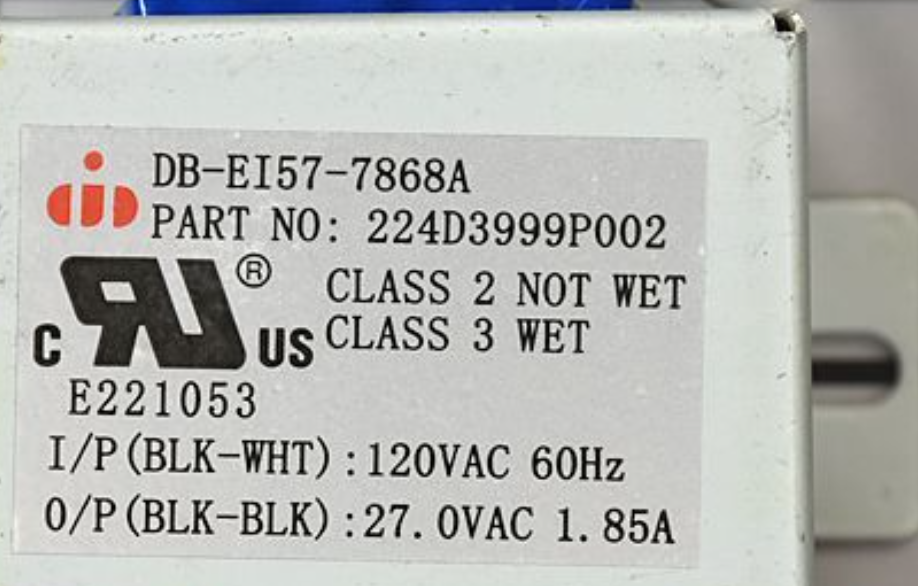 DB-EI57-7868A
PART NO: 224D3999P002
CLASS 2 NOT WET
CLASS 3 WET
C RU US ®
E221053
I/P(BLK-WHT):120VAC 60Hz
O/P(BLK-BLK):27.0VAC 1.85A